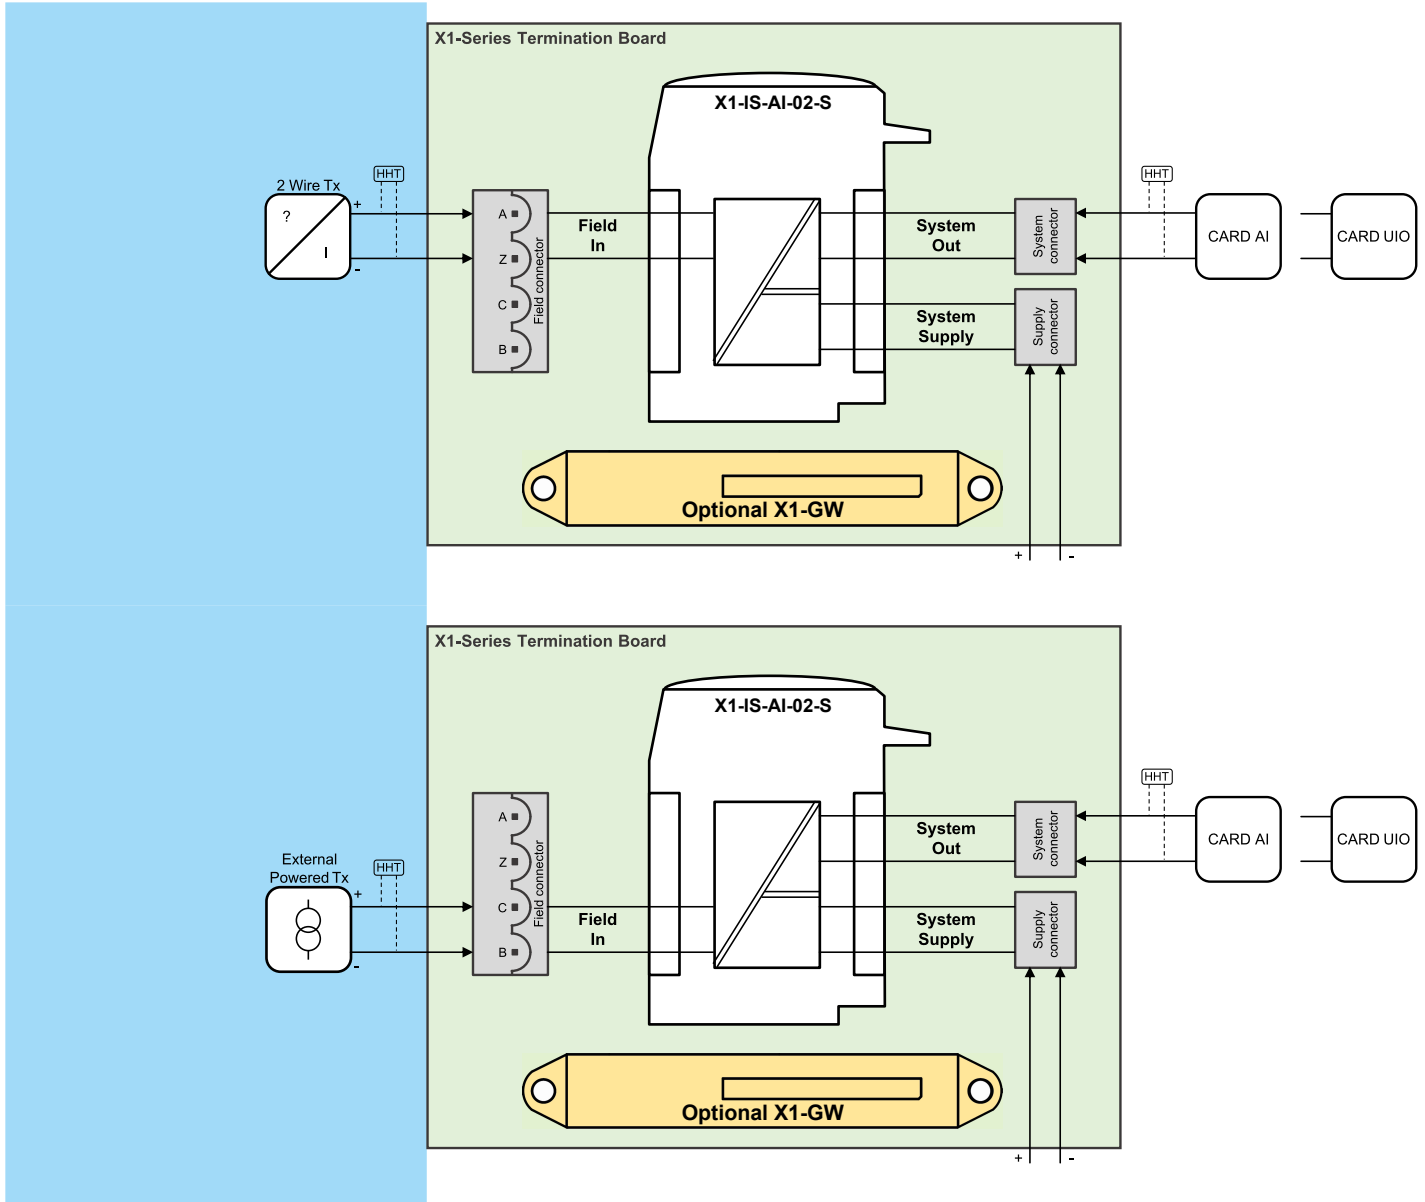 X1-Series Termination Board
X1-IS-AI-02-S
HHT
2 Wire Tx
+
-
?
I
A
Z
C
B
Field connector
Field
In
System
Out
System
Supply
System
connector
Supply
connector
HHT
CARD AI
CARD UIO
Optional X1-GW
+
-
X1-Series Termination Board
X1-IS-AI-02-S
HHT
External
Powered Tx
+
-
A
Z
C
B
Field connector
Field
In
System
Out
System
Supply
System
connector
Supply
connector
HHT
CARD AI
CARD UIO
Optional X1-GW
+
-